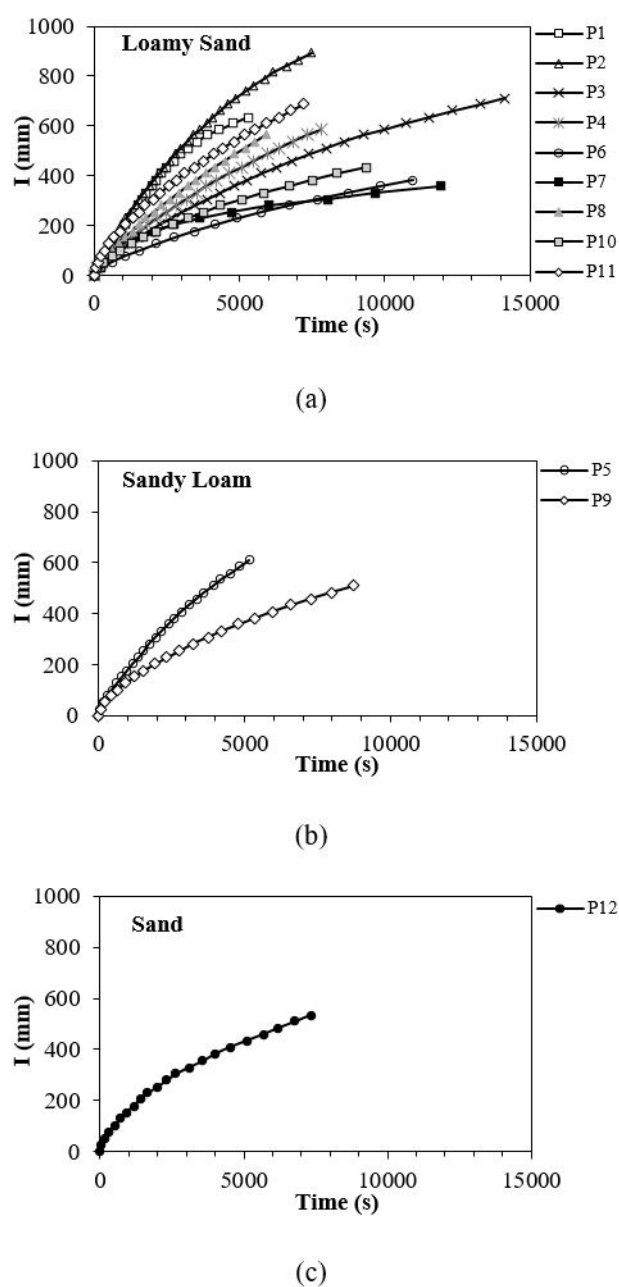 1000
800
600
400
200
0
I (mm)
Loamy Sand
0 5000 10000 15000
Time (s)
P1
P2
P3
P4
P6
P7
P8
P10
P11
(a)
1000
800
600
400
200
0
I (mm)
Sandy Loam
0 5000 10000 15000
Time (s)
P5
P9
(b)
1000
800
600
400
200
0
I (mm)
Sand
0 5000 10000 15000
Time (s)
P12
(c)